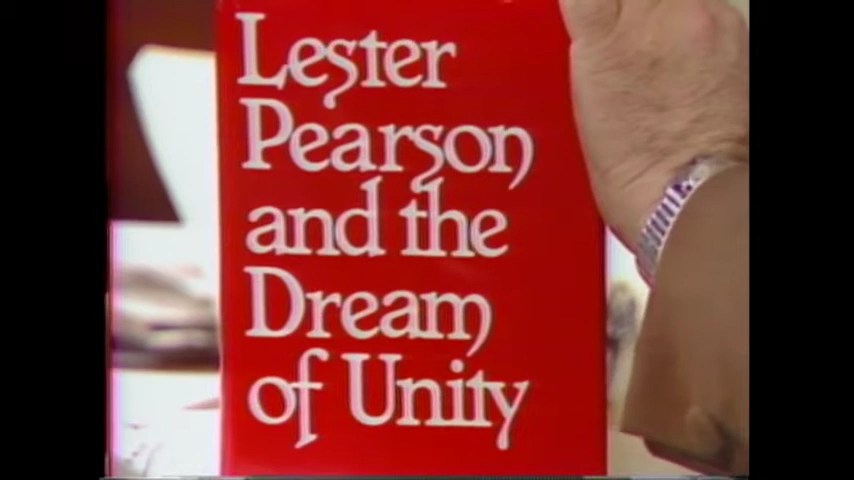 Lester
Pearson
and the
Dream
of Unity